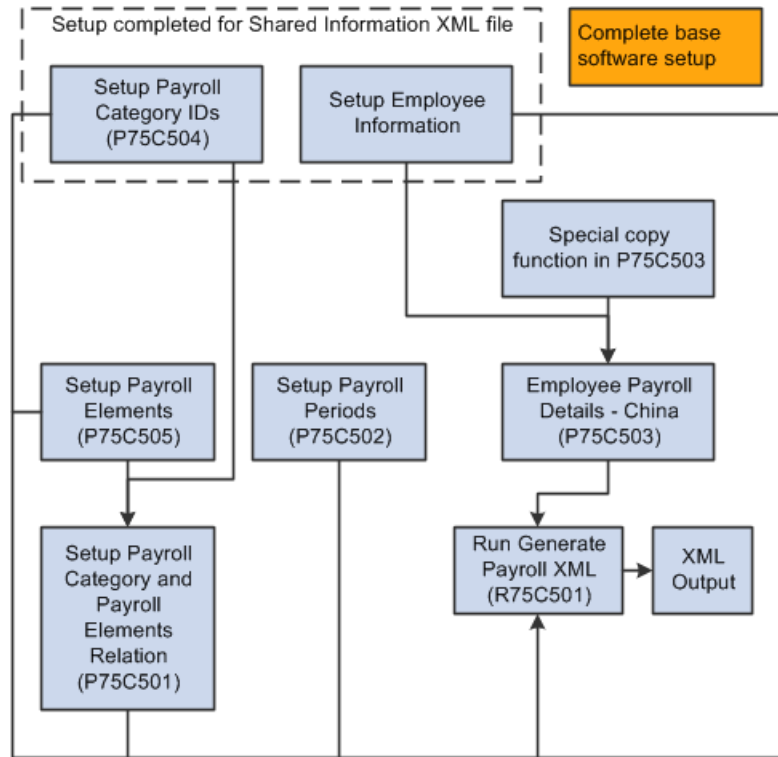 Setup completed for Shared Information XML file
Complete base
software setup
Setup Payroll
Category IDs
(P75C504)
Setup Employee
Information
Special copy
function in P75C503
Setup Payroll
Elements
(P75C505)
Setup Payroll
Periods
(P75C502)
Employee Payroll
Details - China
(P75C503)
Setup Payroll
Category and
Payroll
Elements
Relation
(P75C501)
Run Generate
Payroll XML
(R75C501)
XML
Output